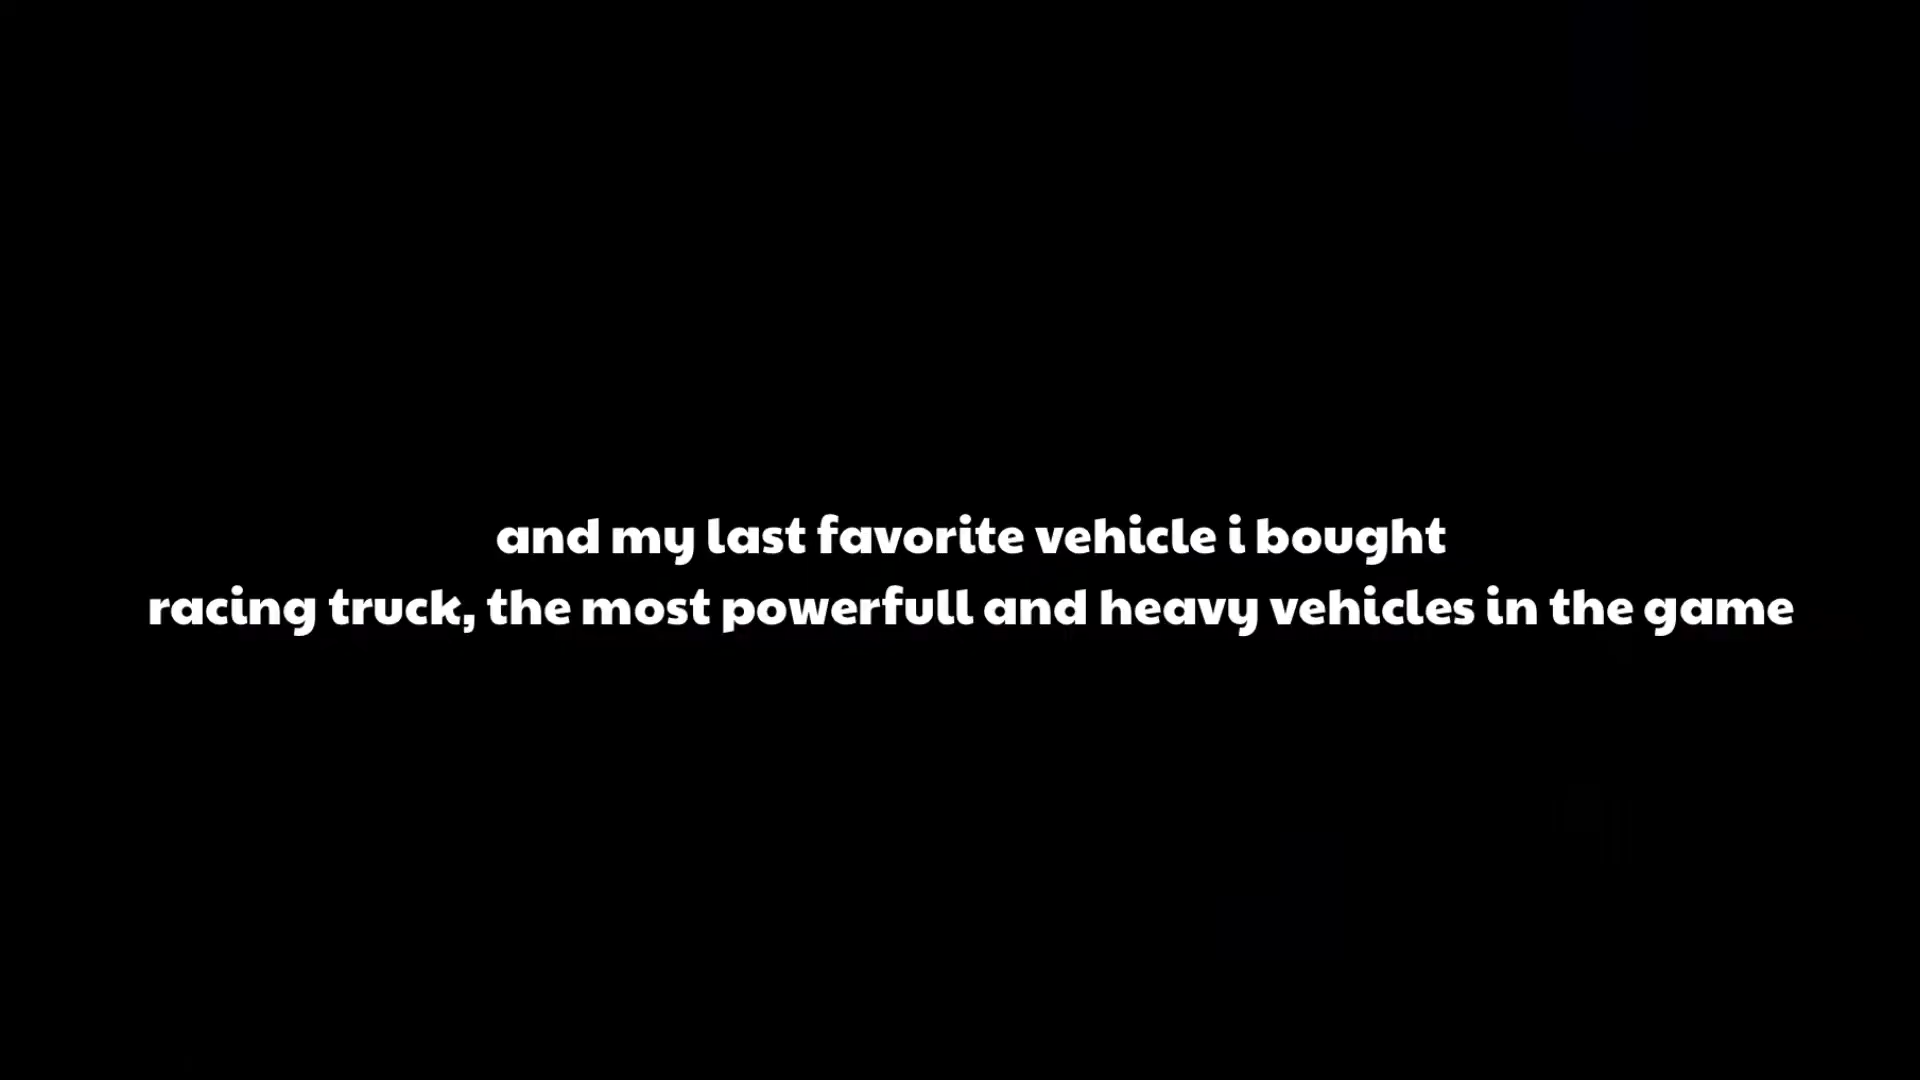 and my last favorite vehicle i bought
racing truck, the most powerfull and heavy vehicles in the game